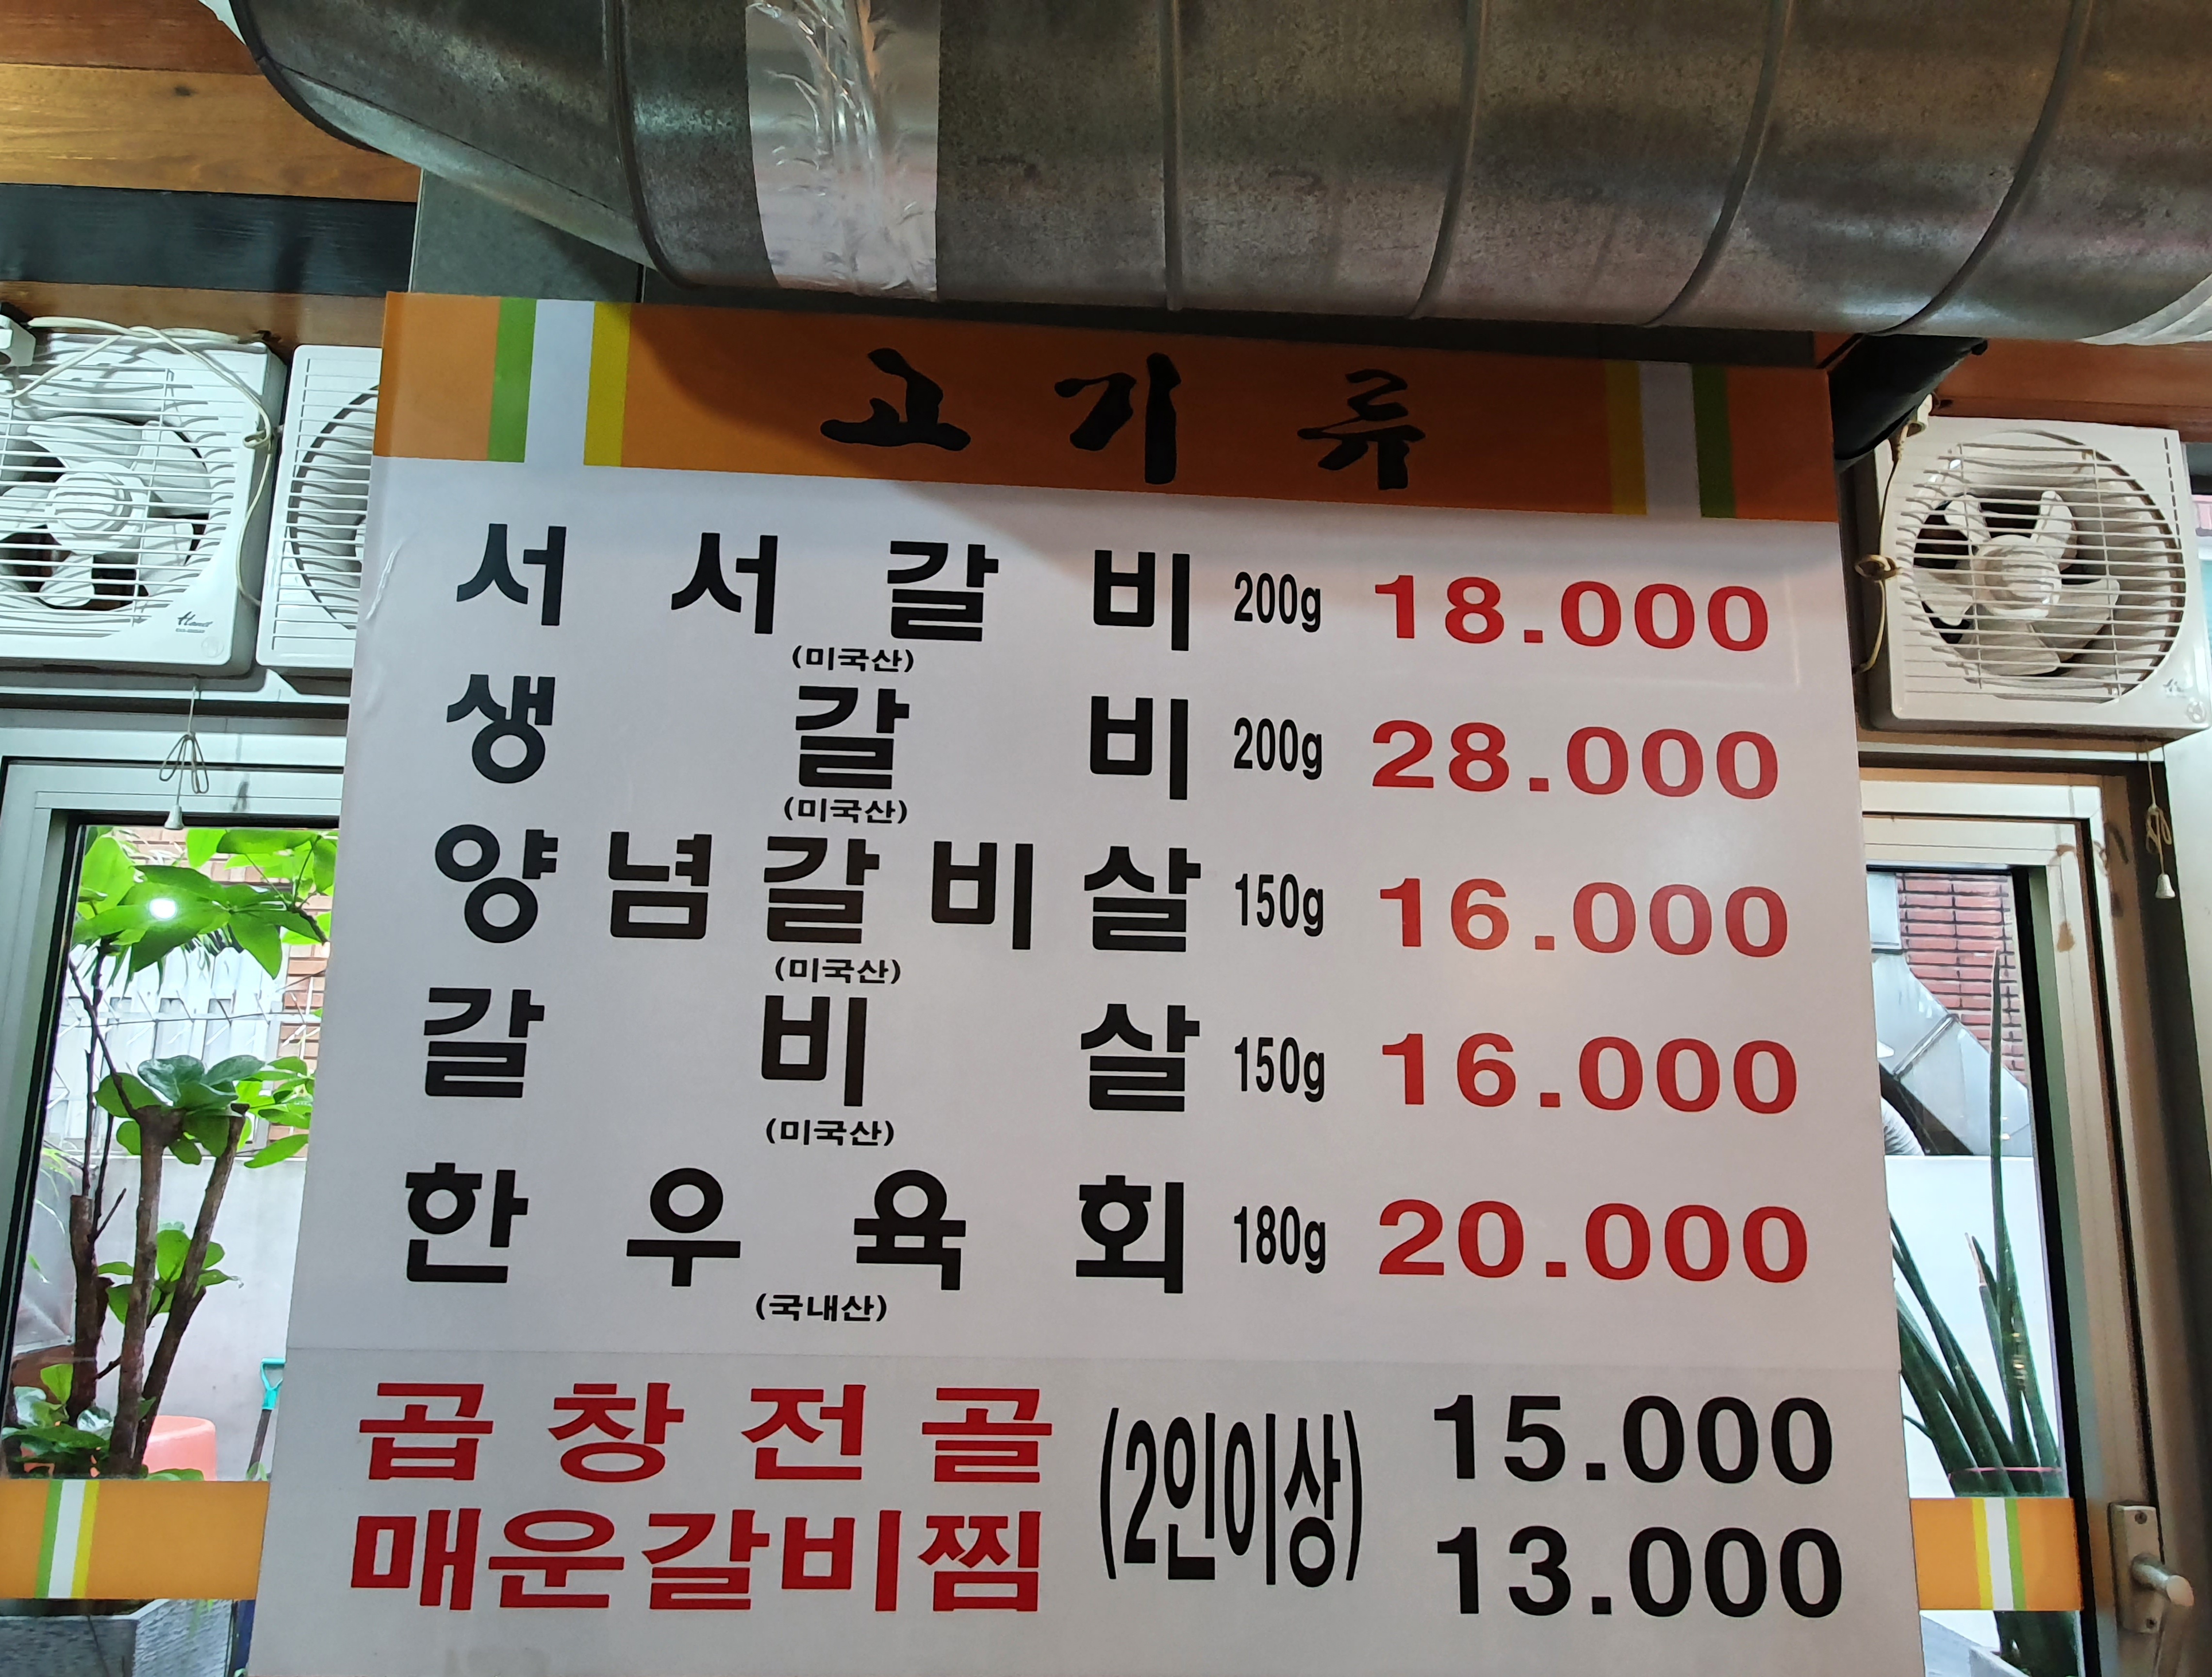 고기류
서서갈비 200g 18.000
(미국산)
생갈비 200g 28.000
(미국산)
양념갈비살 150g 16.000
(미국산)
갈비살 150g 16.000
(미국산)
한우육회 180g 20.000
(국내산)
곱창전골 (2인이상) 15.000
매운갈비찜 13.000